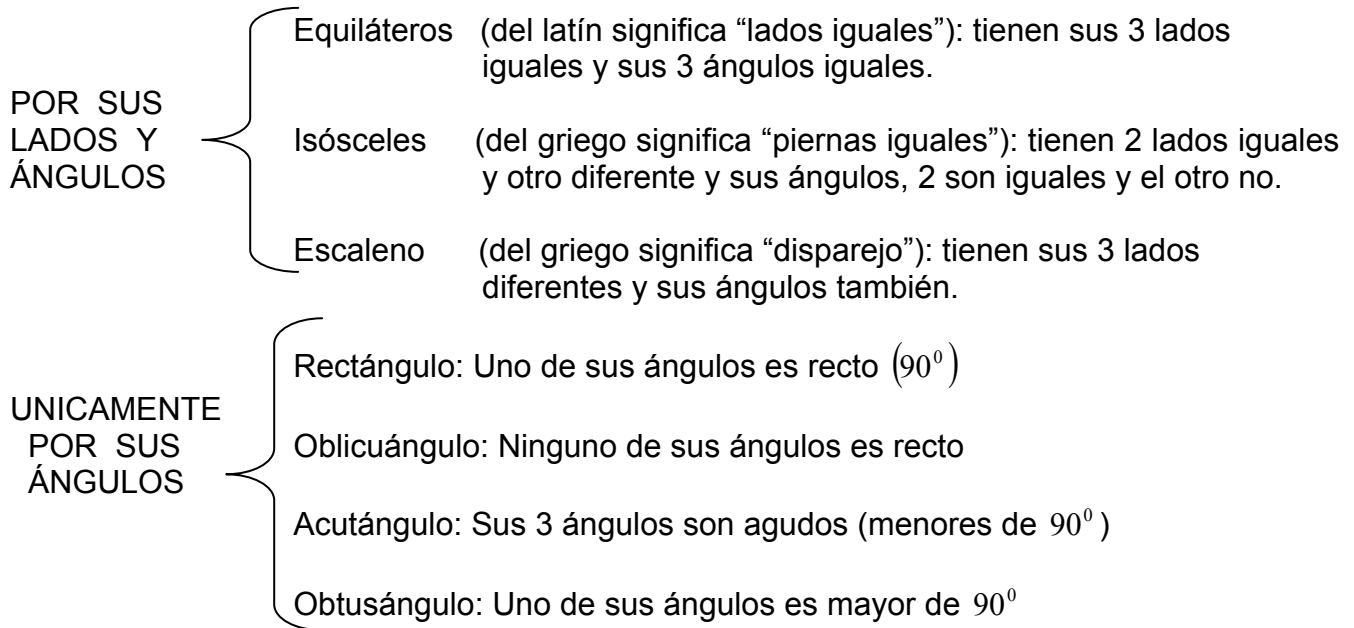 Equiláteros (del latín significa “lados iguales”): tienen sus 3 lados
iguales y sus 3 ángulos iguales.
POR SUS
LADOS Y
ÁNGULOS
Isósceles (del griego significa “piernas iguales”): tienen 2 lados iguales
y otro diferente y sus ángulos, 2 son iguales y el otro no.
Escaleno (del griego significa “disparejo”): tienen sus 3 lados
diferentes y sus ángulos también.
Rectángulo: Uno de sus ángulos es recto (90⁰)
UNICAMENTE
POR SUS
ÁNGULOS
Oblicuángulo: Ninguno de sus ángulos es recto
Acutángulo: Sus 3 ángulos son agudos (menores de 90⁰)
Obtusángulo: Uno de sus ángulos es mayor de 90⁰